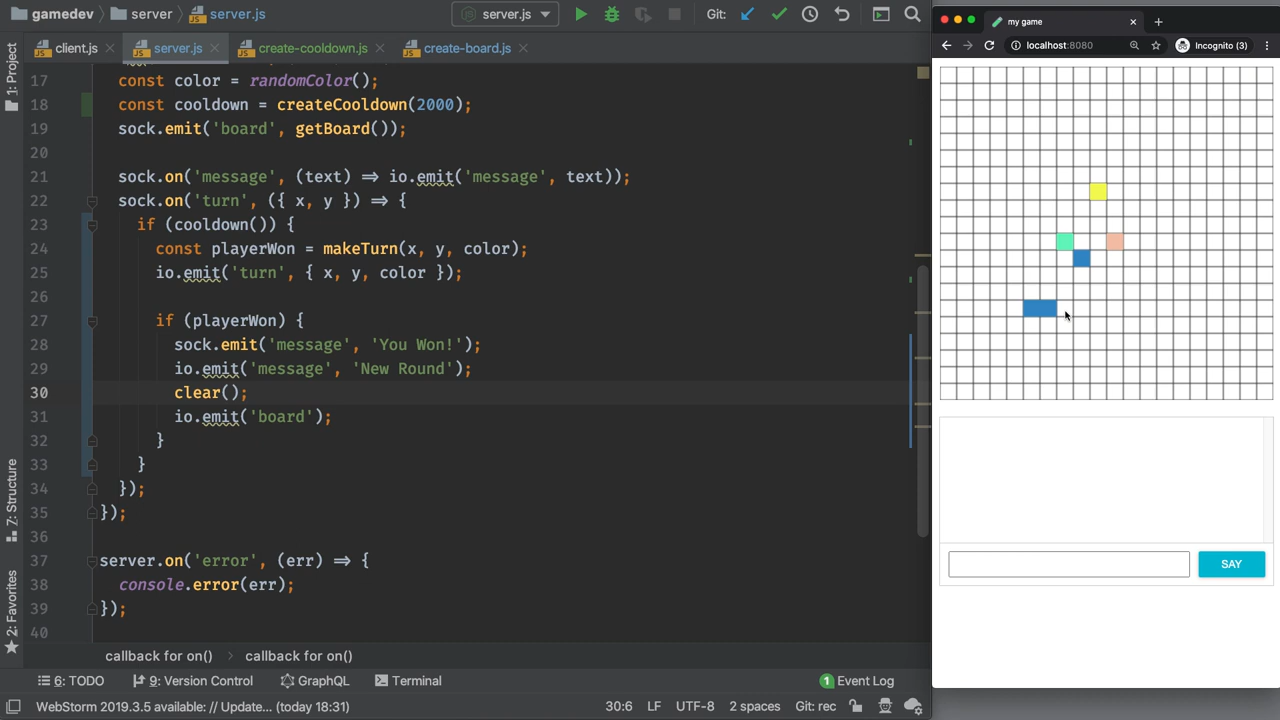 gamedev
server
server.js
server.js
Git:
1: Project
client.js
server.js
create-cooldown.js
create-board.js
17 const color = randomColor();
18 const cooldown = createCooldown(2000);
19 sock.emit('board', getBoard());
20
21 sock.on('message', (text) ⇒ io.emit('message', text));
22 sock.on('turn', ({ x, y }) ⇒ {
23 if (cooldown()) {
24 const playerWon = makeTurn(x, y, color);
25 io.emit('turn', { x, y, color });
26
27 if (playerWon) {
28 sock.emit('message', 'You Won!');
29 io.emit('message', 'New Round');
30 clear();
31 io.emit('board');
32 }
33 }
34 });
35 });
36
37 server.on('error', (err) ⇒ {
38 console.error(err);
39 });
40
7: Structure
2: Favorites
callback for on() > callback for on()
6: TODO
9: Version Control
GraphQL
Terminal
1 Event Log
WebStorm 2019.3.5 available: // Update... (today 18:31)
30:6 LF UTF-8 2 spaces Git: rec
my game
localhost:8080
Incognito (3)
SAY